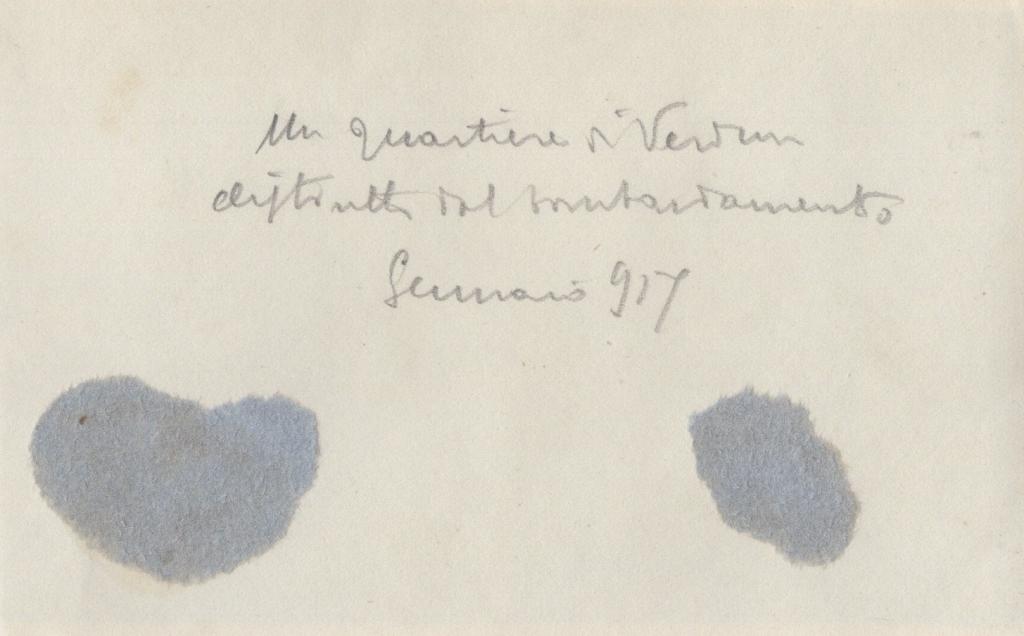 Un quartiere di Verdun
distrutto dal bombardamento
Gennaio 917